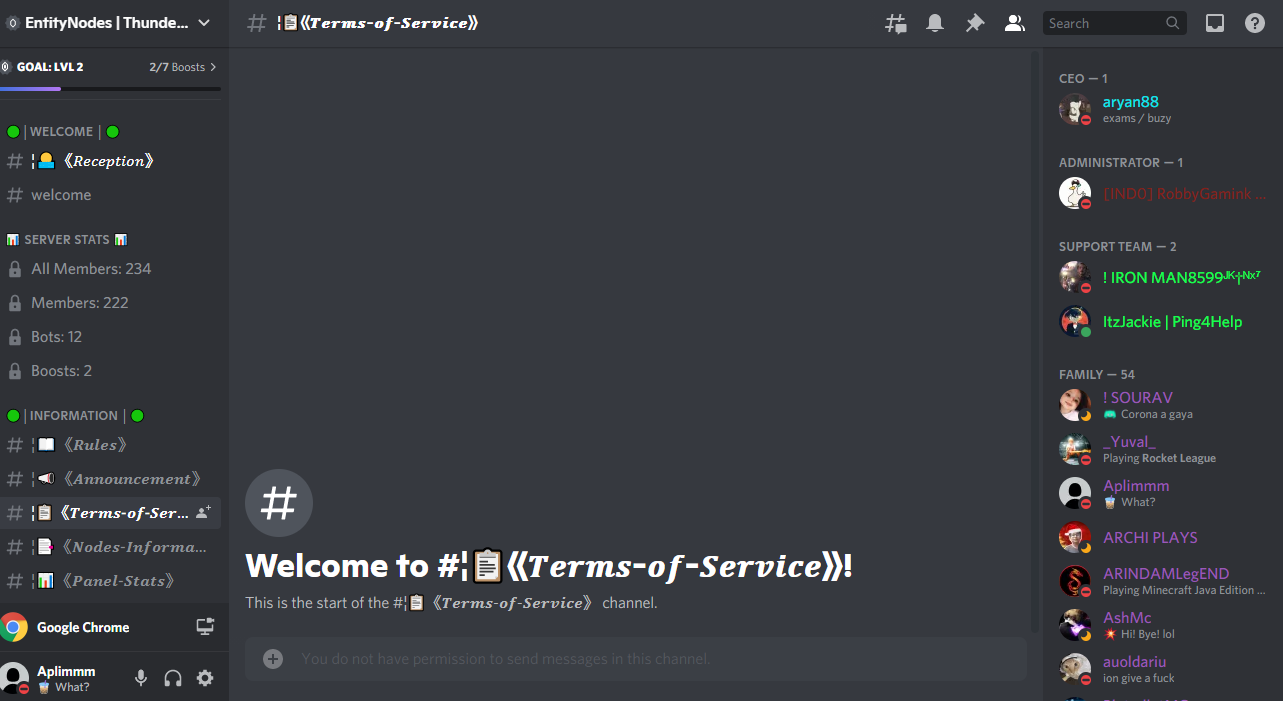 EntityNodes | Thunde...
GOAL: LVL 2
2/7 Boosts
| WELCOME |
¦ 《Reception》
welcome
SERVER STATS
All Members: 234
Members: 222
Bots: 12
Boosts: 2
| INFORMATION |
¦ 《Rules》
¦ 《Announcement》
¦ 《Terms-of-Ser...
¦ 《Nodes-Informa...
¦ 《Panel-Stats》
Google Chrome
Aplimmm
What?
# ¦《Terms-of-Service》
Search
Welcome to #¦《Terms-of-Service》!
This is the start of the #¦《Terms-of-Service》 channel.
You do not have permission to send messages in this channel.
CEO — 1
aryan88
exams / buzy
ADMINISTRATOR — 1
[IND0] RobbyGamink ...
SUPPORT TEAM — 2
! IRON MAN8599
ItzJackie | Ping4Help
FAMILY — 54
! SOURAV
Corona a gaya
_Yuval_
Playing Rocket League
Aplimmm
What?
ARCHI PLAYS
ARINDAMLegEND
Playing Minecraft Java Edition ...
AshMc
Hi! Bye! lol
auoldariu
ion give a fuck